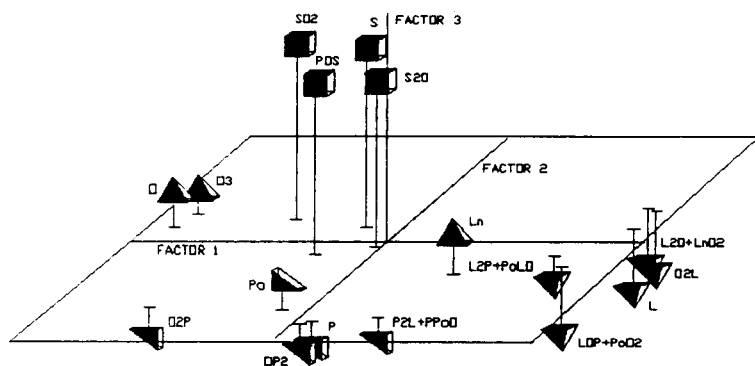 SO2
S
FACTOR 3
POS
S2O
FACTOR 2
O
O3
Ln
FACTOR 1
L2O+LnO2
L2P+PoLO
O2L
Po
L
O2P
P2L+PPoO
P
OP2
LOP+PoO2